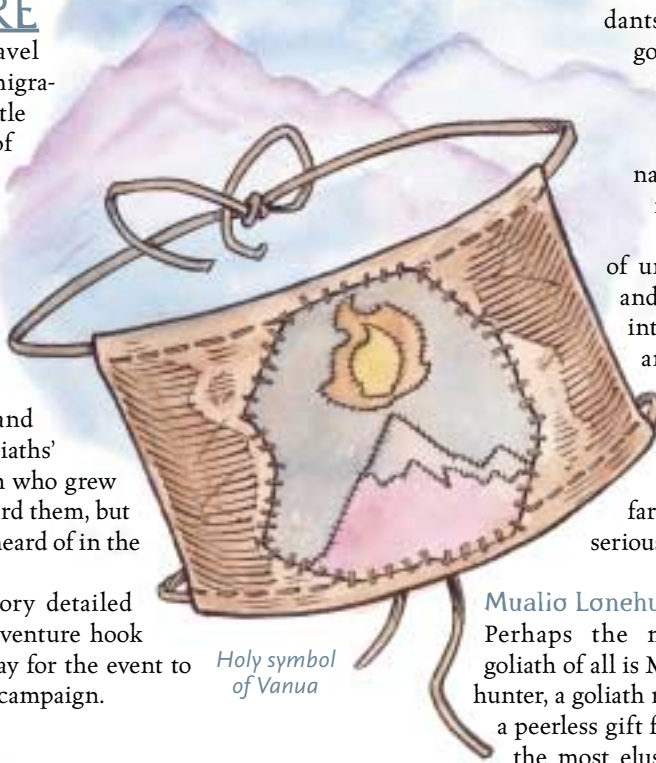 RE
avel
nigra-
tle
of
and
iaths’
who grew
rd them, but
heard of in the
ory detailed
venture hook
ay for the event to
campaign.
Holy symbol
of Vanua
dants
go
na
of
and
int
far
serious
Mualio Lonehu
Perhaps the
goliath of all is M
hunter, a goliath
a peerless gift f
the most elus